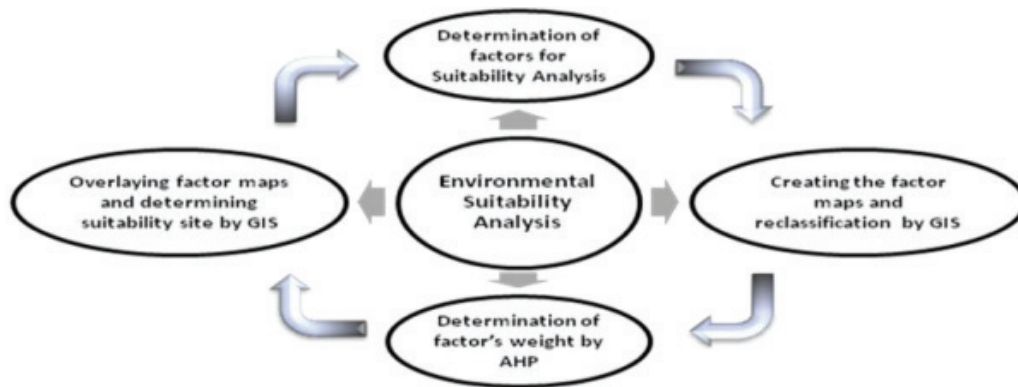 Determination of
factors for
Suitability Analysis
Overlaying factor maps
and determining
suitability site by GIS
Environmental
Suitability
Analysis
Creating the factor
maps and
reclassification by GIS
Determination of
factor's weight by
AHP